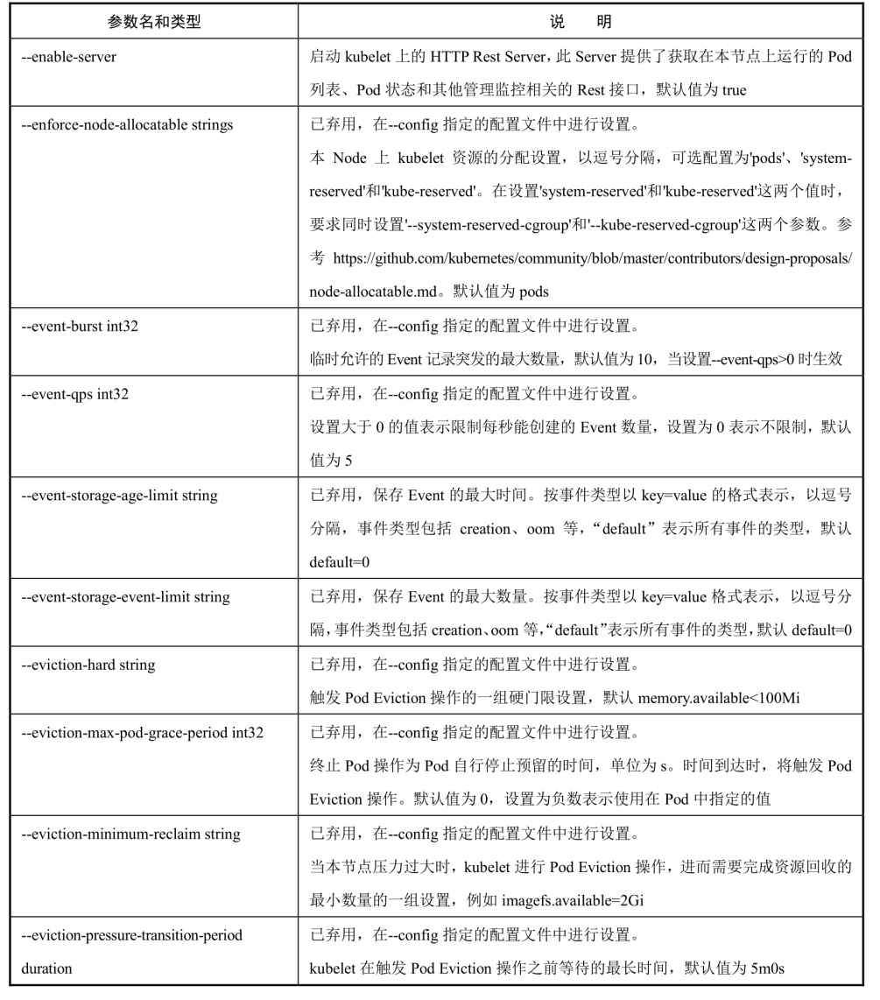 参数名和类型
说 明
--enable-server
启动 kubelet 上的 HTTP Rest Server，此 Server 提供了获取在本节点上运行的 Pod
列表、Pod 状态和其他管理监控相关的 Rest 接口，默认值为 true
--enforce-node-allocatable strings
已弃用，在--config 指定的配置文件中进行设置。
本 Node 上 kubelet 资源的分配设置，以逗号分隔，可选配置为'pods'、'system-
reserved'和'kube-reserved'。在设置'system-reserved'和'kube-reserved'这两个值时，
要求同时设置'--system-reserved-cgroup'和'--kube-reserved-cgroup'这两个参数。参
考 https://github.com/kubernetes/community/blob/master/contributors/design-proposals/
node-allocatable.md。默认值为 pods
--event-burst int32
已弃用，在--config 指定的配置文件中进行设置。
临时允许的 Event 记录突发的最大数量，默认值为 10，当设置--event-qps>0 时生效
--event-qps int32
已弃用，在--config 指定的配置文件中进行设置。
设置大于 0 的值表示限制每秒能创建的 Event 数量，设置为 0 表示不限制，默认
值为 5
--event-storage-age-limit string
已弃用，保存 Event 的最大时间。按事件类型以 key=value 的格式表示，以逗号
分隔，事件类型包括 creation、oom 等，“default”表示所有事件的类型，默认
default=0
--event-storage-event-limit string
已弃用，保存 Event 的最大数量。按事件类型以 key=value 格式表示，以逗号分
隔，事件类型包括 creation、oom 等，“default”表示所有事件的类型，默认 default=0
--eviction-hard string
已弃用，在--config 指定的配置文件中进行设置。
触发 Pod Eviction 操作的一组硬门限设置，默认 memory.available<100Mi
--eviction-max-pod-grace-period int32
已弃用，在--config 指定的配置文件中进行设置。
终止 Pod 操作为 Pod 自行停止预留的时间，单位为 s。时间到达时，将触发 Pod
Eviction 操作。默认值为 0，设置为负数表示使用在 Pod 中指定的值
--eviction-minimum-reclaim string
已弃用，在--config 指定的配置文件中进行设置。
当本节点压力过大时，kubelet 进行 Pod Eviction 操作，进而需要完成资源回收的
最小数量的一组设置，例如 imagefs.available=2Gi
--eviction-pressure-transition-period
duration
已弃用，在--config 指定的配置文件中进行设置。
kubelet 在触发 Pod Eviction 操作之前等待的最长时间，默认值为 5m0s